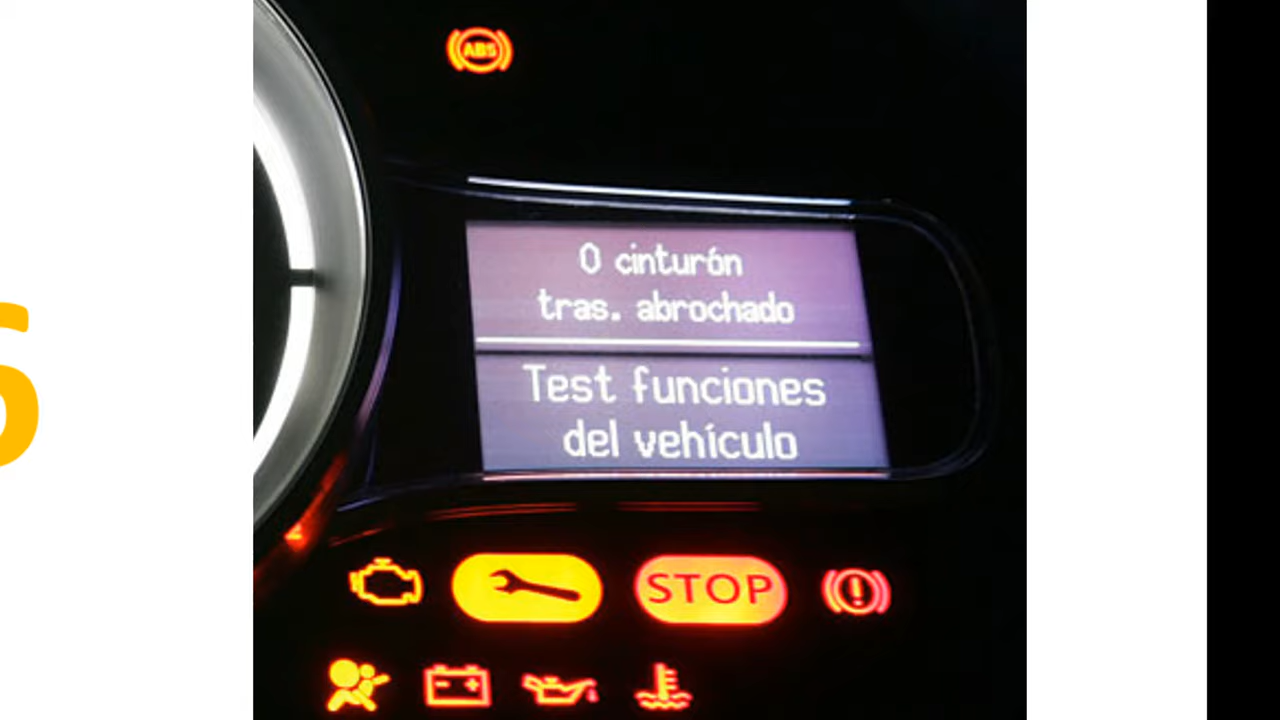 ABS
0 cinturón
tras. abrochado
Test funciones
del vehículo
STOP